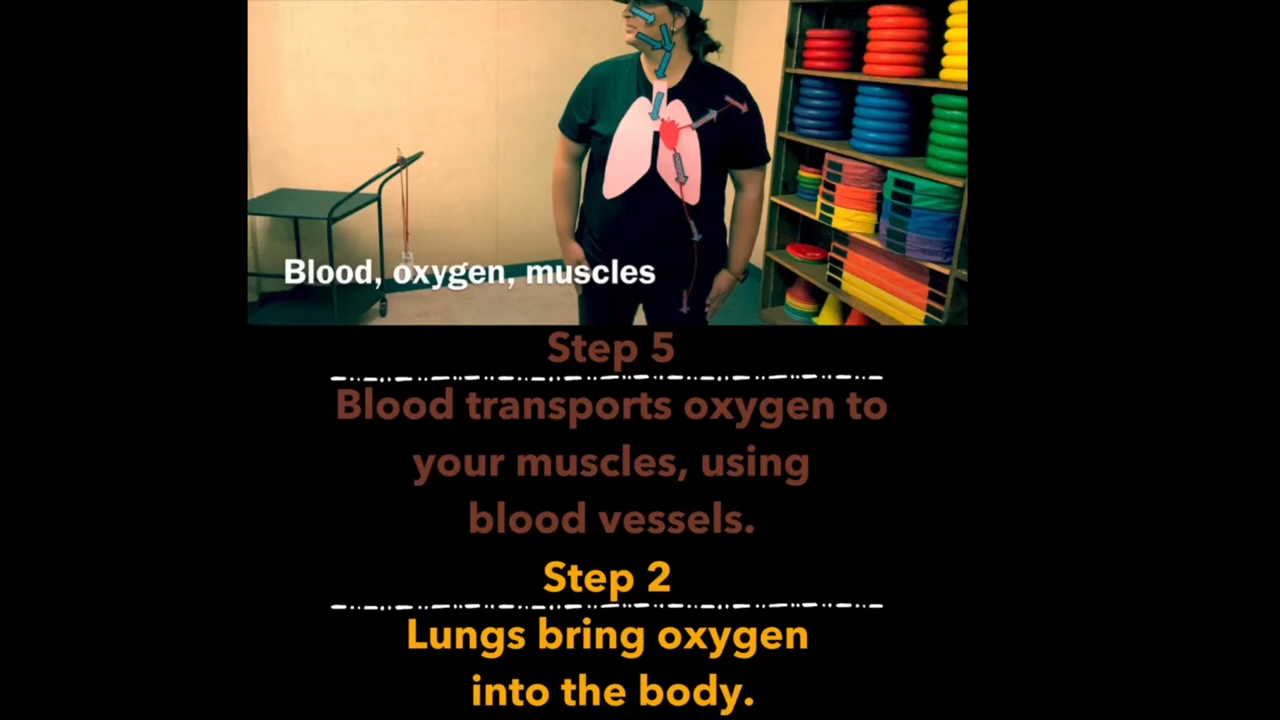 Blood, oxygen, muscles
Step 5
Blood transports oxygen to
your muscles, using
blood vessels.
Step 2
Lungs bring oxygen
into the body.